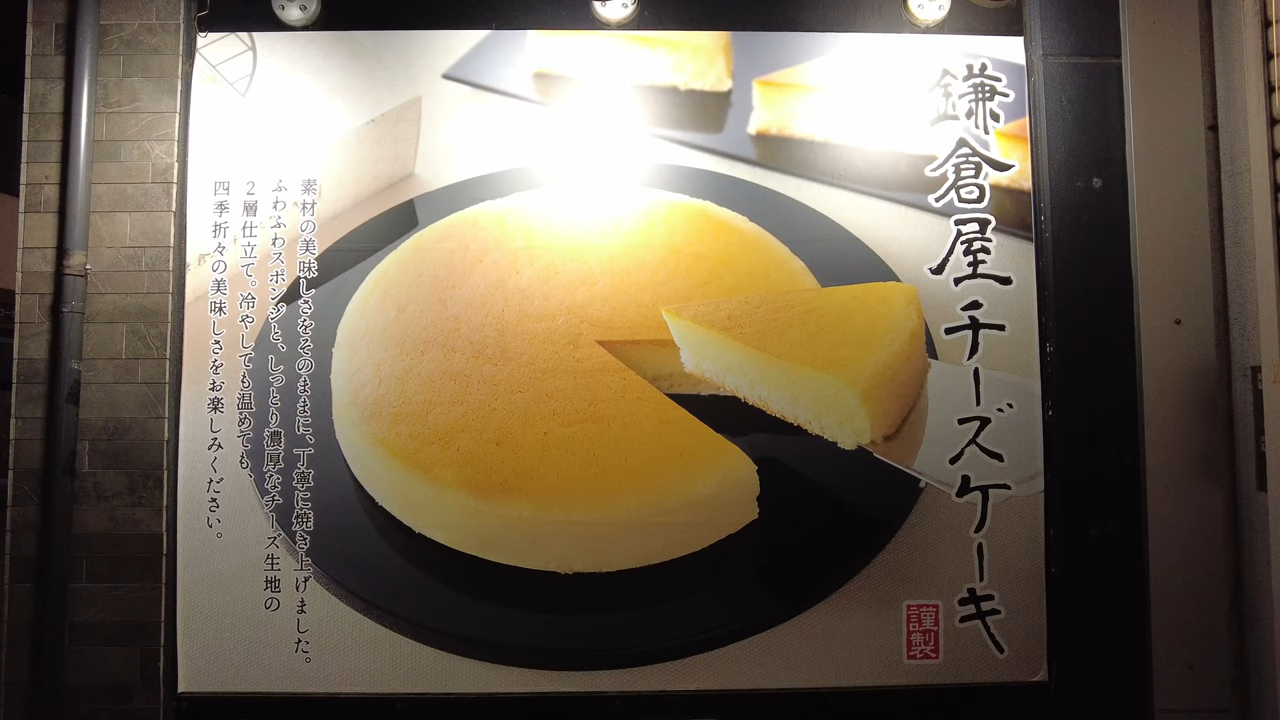 鎌倉屋チーズケーキ
謹製
素材の美味しさをそのままに、丁寧に焼き上げました。
ふわふわスポンジと、しっとり濃厚なチーズ生地の
2層仕立て。冷やしても温めても、
四季折々の美味しさをお楽しみください。